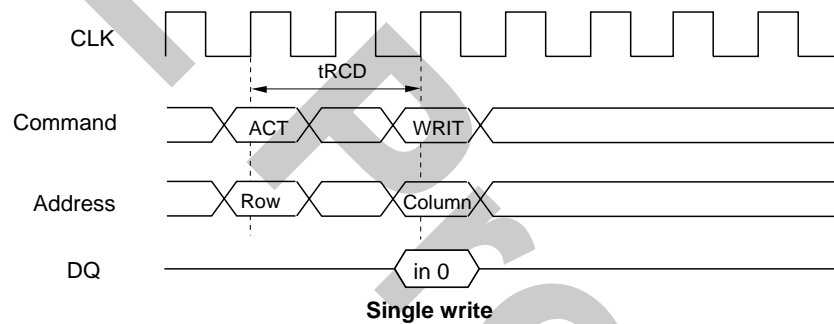 CLK
tRCD
Command ACT WRIT
Address Row Column
DQ in 0
Single write